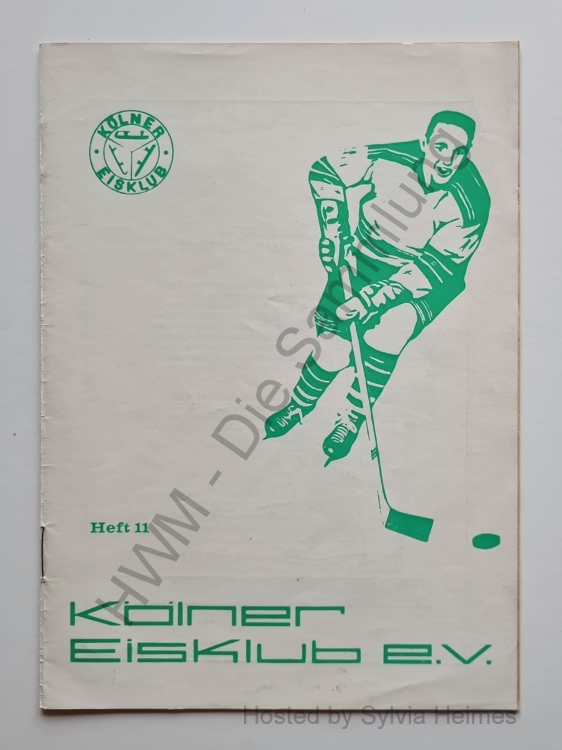 KÖLNER
EISKLUB
Heft 11
Kölner
Eisklub e.V.
HWM - Die Sammlung
Hosted by Sylvia Heimes